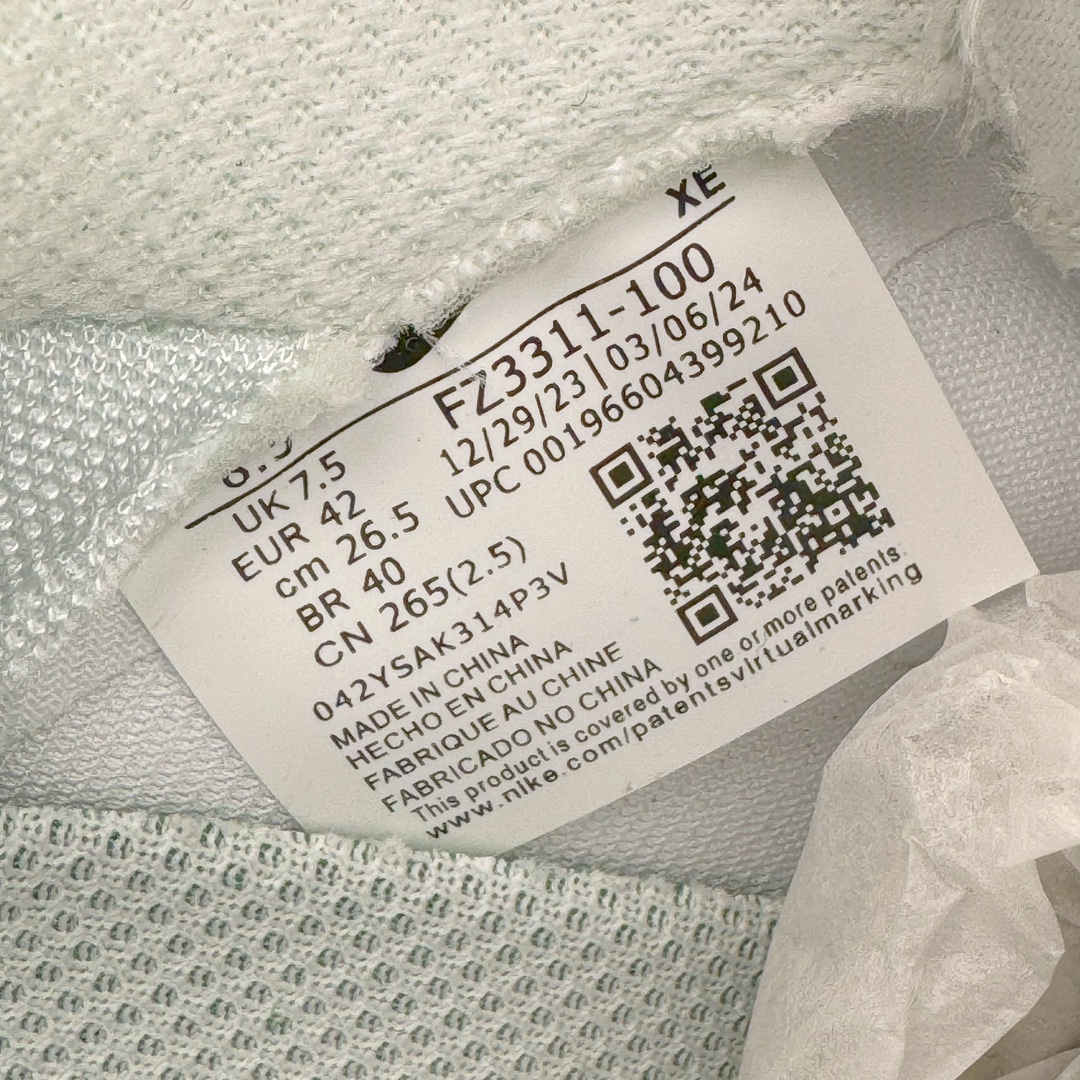 XE
FZ3311-100
12/29/23|03/06/24
UPC 00196604399210
8.5
UK 7.5
EUR 42
cm 26.5
BR 40
CN 265(2.5)
042YSAK314P3V
MADE IN CHINA
HECHO EN CHINA
FABRIQUE AU CHINE
FABRICADO NO CHINA
This product is covered by one or more patents.
www.nike.com/patentsvirtualmarking